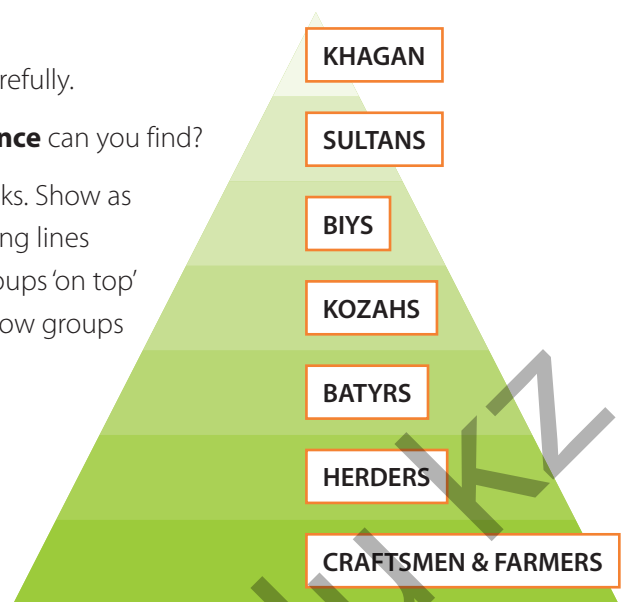 refully.
nce can you find?
ks. Show as
ng lines
oups ‘on top’
ow groups
KHAGAN
SULTANS
BIYS
KOZAHS
BATYRS
HERDERS
CRAFTSMEN & FARMERS